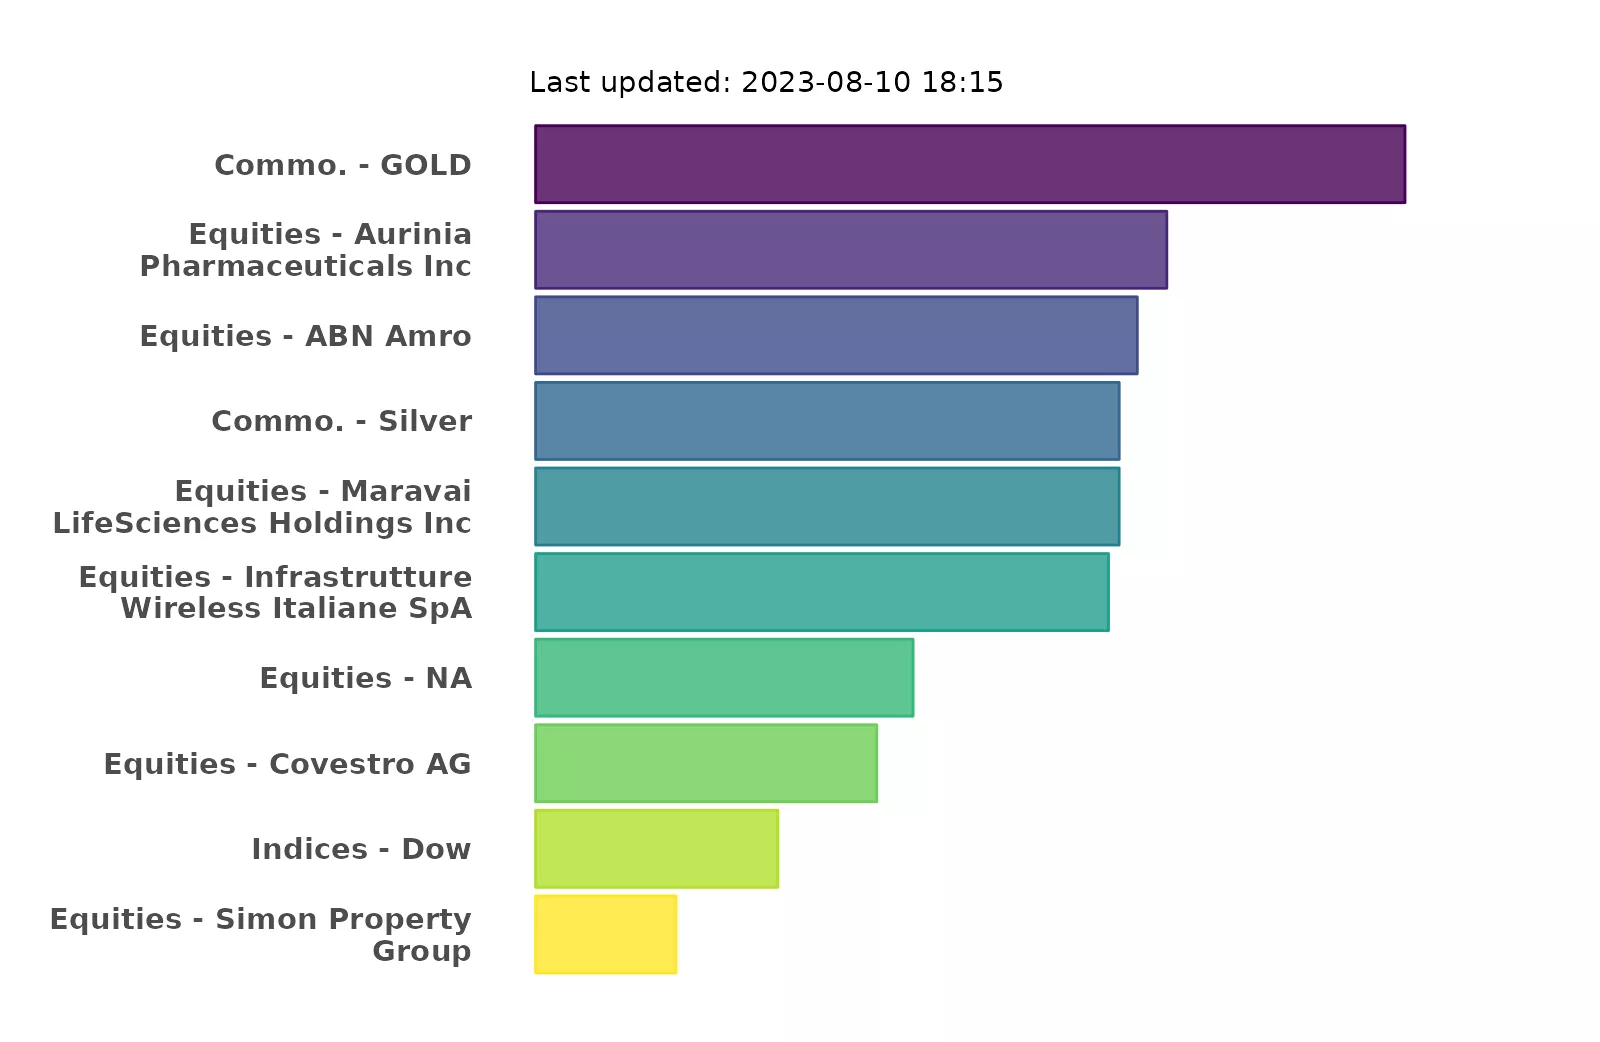 Last updated: 2023-08-10 18:15
Commo. - GOLD
Equities - Aurinia
Pharmaceuticals Inc
Equities - ABN Amro
Commo. - Silver
Equities - Maravai
LifeSciences Holdings Inc
Equities - Infrastrutture
Wireless Italiane SpA
Equities - NA
Equities - Covestro AG
Indices - Dow
Equities - Simon Property
Group